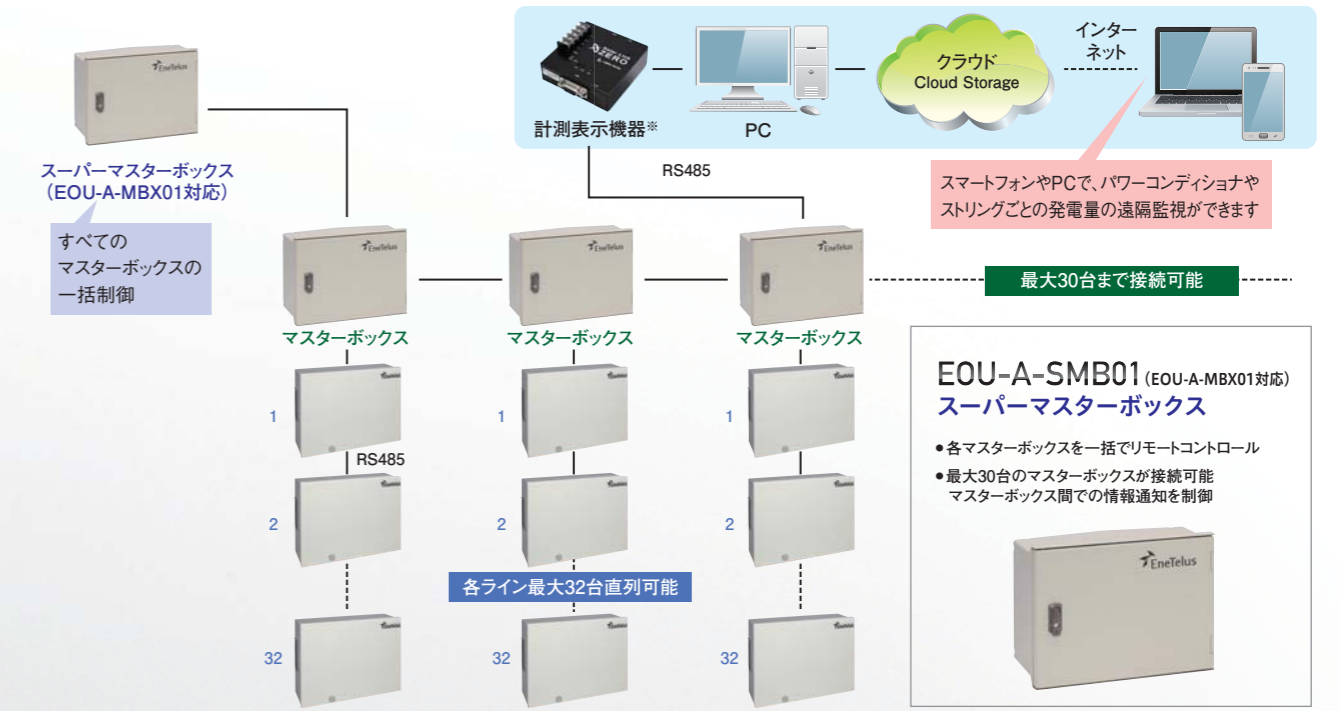 インター
ネット
クラウド
Cloud Storage
計測表示機器※
PC
ZERO
EneTelus
スーパーマスターボックス
(EOU-A-MBX01対応)
すべての
マスターボックスの
一括制御
RS485
スマートフォンやPCで、パワーコンディショナや
ストリングごとの発電量の遠隔監視ができます
EneTelus
EneTelus
EneTelus
最大30台まで接続可能
マスターボックス
マスターボックス
マスターボックス
1
1
1
RS485
2
2
2
各ライン最大32台直列可能
32
32
32
EOU-A-SMB01(EOU-A-MBX01対応)
スーパーマスターボックス
●各マスターボックスを一括でリモートコントロール
●最大30台のマスターボックスが接続可能
マスターボックス間での情報通知を制御
EneTelus